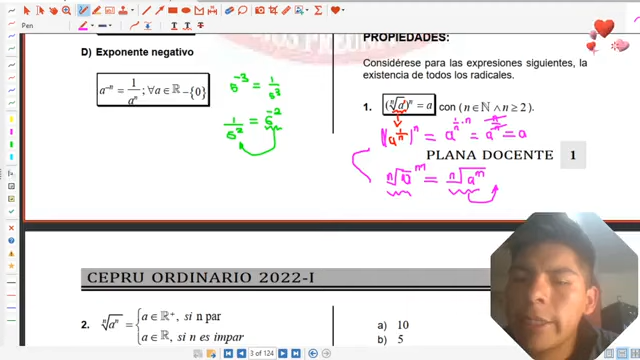 Pen
D) Exponente negativo
a⁻ⁿ = 1/aⁿ ; ∀a ∈ ℝ – {0}
5⁻³ = 1/5³
1/5² = 5⁻²
PROPIEDADES:
Considérese para las expresiones siguientes, la
existencia de todos los radicales.
1. (ⁿ√a)ⁿ = a con (n ∈ ℕ ∧ n ≥ 2).
(a^(1/n))ⁿ = a^(1/n · n) = a^(n/n) = a
PLANA DOCENTE 1
= ⁿ√aᵐ
CEPRU ORDINARIO 2022-I
2. ⁿ√aⁿ = { a ∈ ℝ⁺, si n par
a ∈ ℝ, si n es impar
a) 10
b) 5
3 de 124